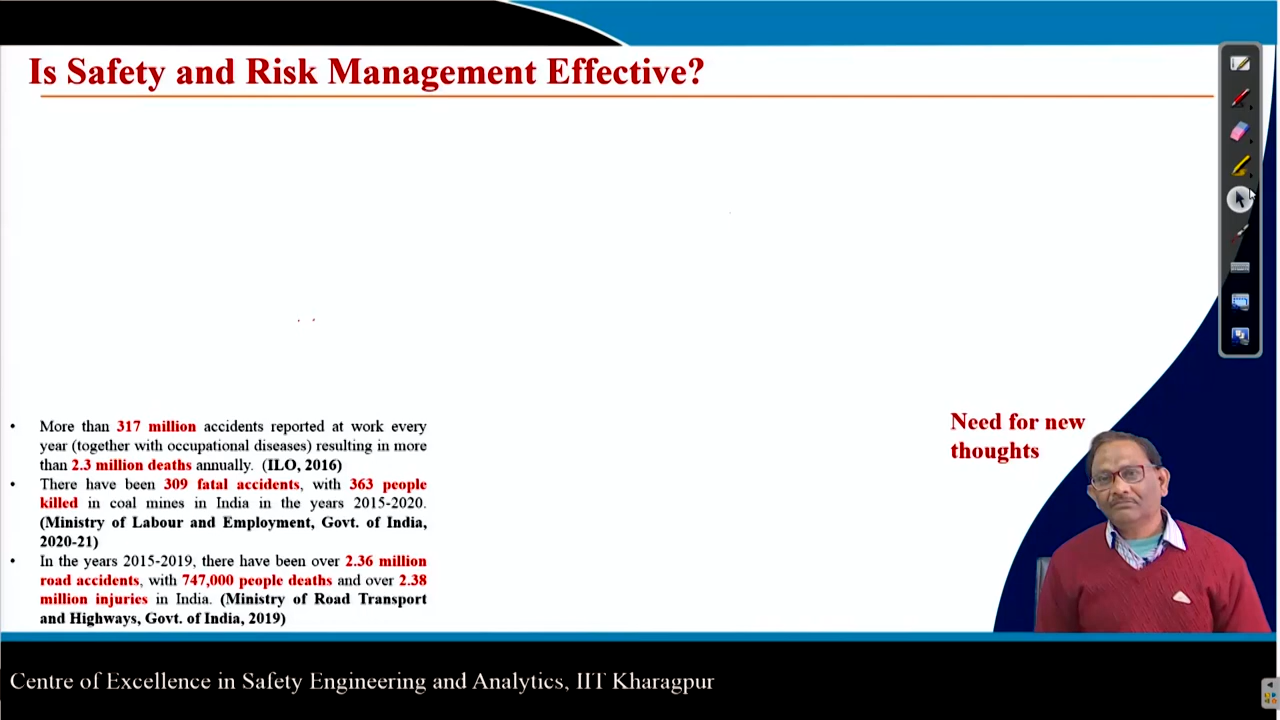 Is Safety and Risk Management Effective?
• More than 317 million accidents reported at work every
year (together with occupational diseases) resulting in more
than 2.3 million deaths annually. (ILO, 2016)
• There have been 309 fatal accidents, with 363 people
killed in coal mines in India in the years 2015-2020.
(Ministry of Labour and Employment, Govt. of India,
2020-21)
• In the years 2015-2019, there have been over 2.36 million
road accidents, with 747,000 people deaths and over 2.38
million injuries in India. (Ministry of Road Transport
and Highways, Govt. of India, 2019)
Need for new
thoughts
Centre of Excellence in Safety Engineering and Analytics, IIT Kharagpur